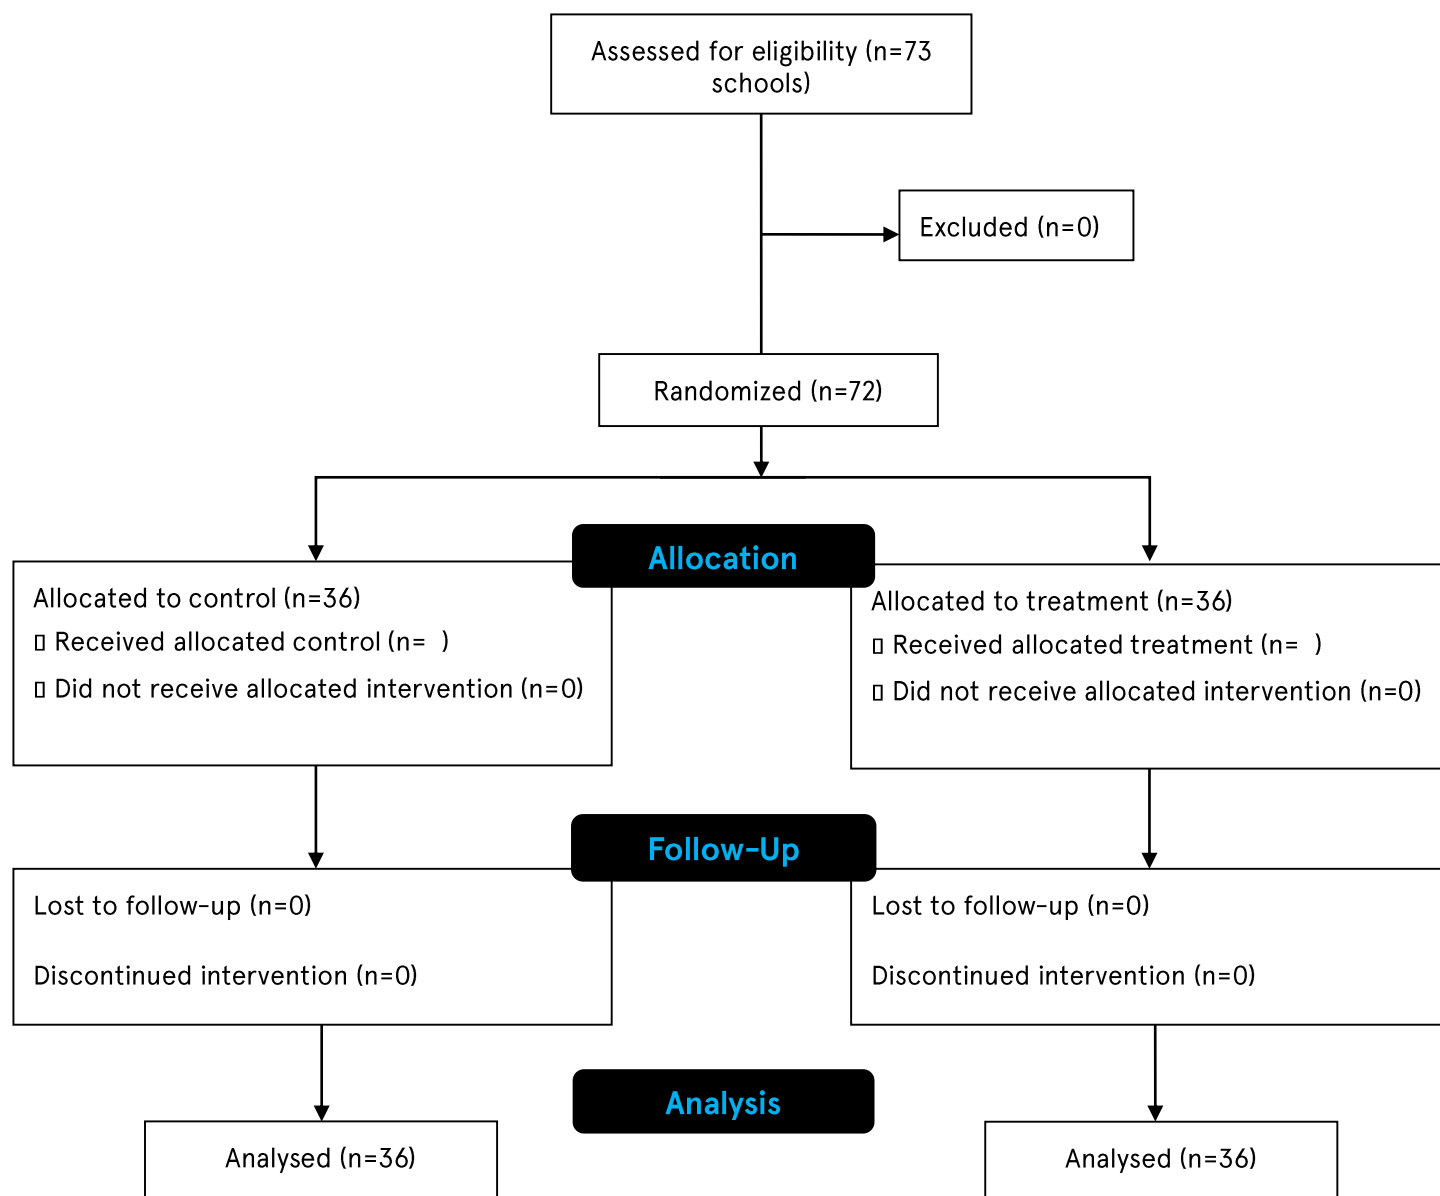 Assessed for eligibility (n=73
schools)
Excluded (n=0)
Randomized (n=72)
Allocation
Allocated to control (n=36)
▯ Received allocated control (n=  )
▯ Did not receive allocated intervention (n=0)
Allocated to treatment (n=36)
▯ Received allocated treatment (n=  )
▯ Did not receive allocated intervention (n=0)
Follow-Up
Lost to follow-up (n=0)
Discontinued intervention (n=0)
Lost to follow-up (n=0)
Discontinued intervention (n=0)
Analysis
Analysed (n=36)
Analysed (n=36)